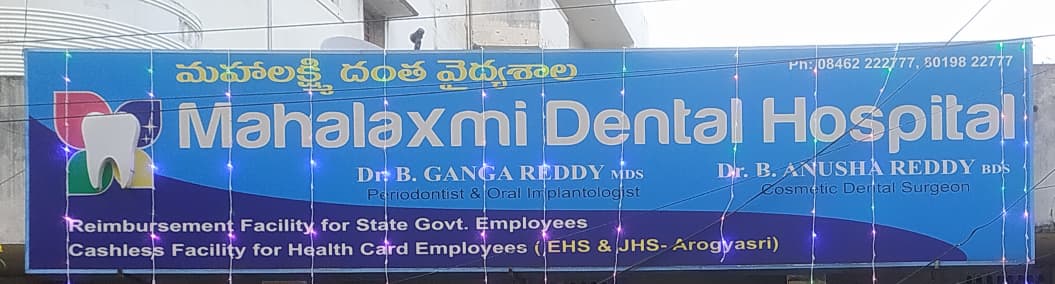 Ph: 08462 222777, 80198 22777
మహాలక్ష్మి దంత వైద్యశాల
Mahalaxmi Dental Hospital
Dr. B. GANGA REDDY MDS
Periodontist & Oral Implantologist
Dr. B. ANUSHA REDDY BDS
Cosmetic Dental Surgeon
Reimbursement Facility for State Govt. Employees
Cashless Facility for Health Card Employees ( EHS & JHS- Arogyasri)